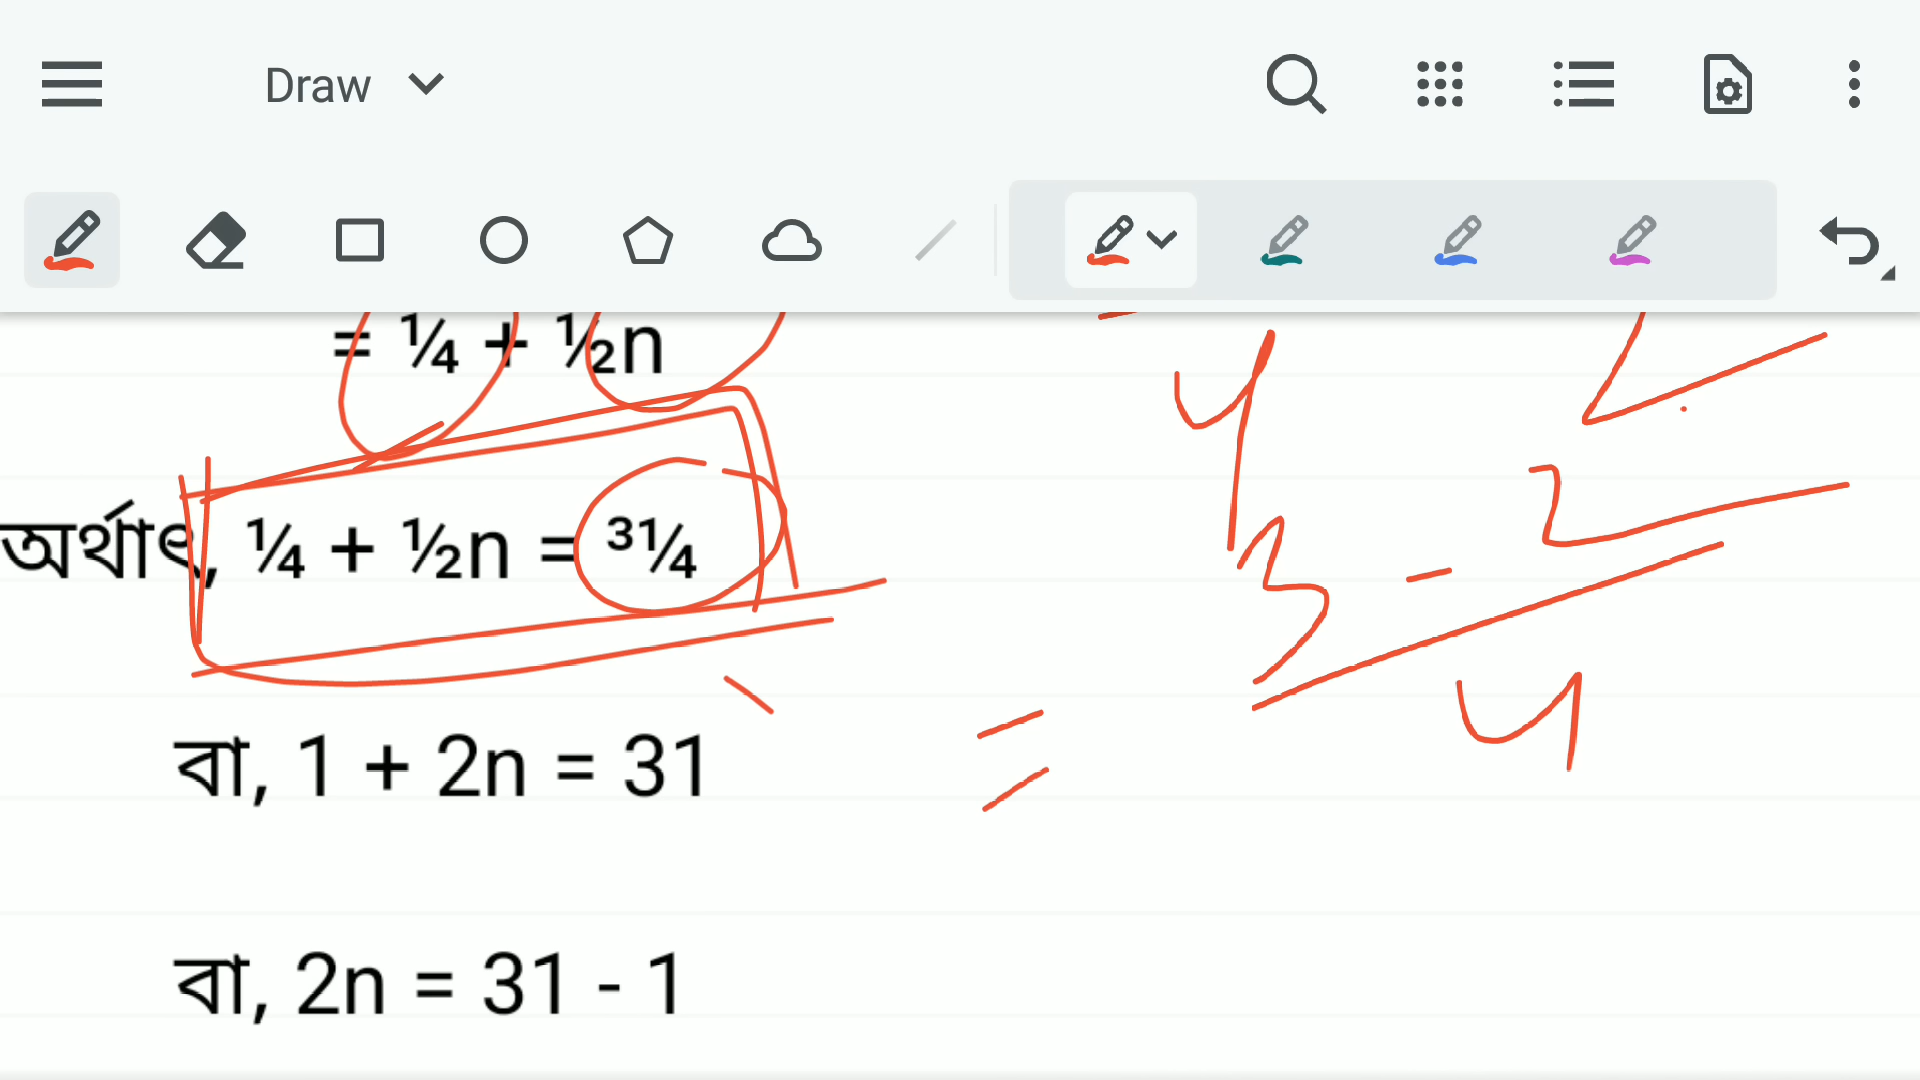 Draw
= ¼ + ½n
অর্থাৎ, ¼ + ½n = ³¹⁄₄
বা, 1 + 2n = 31
বা, 2n = 31 - 1